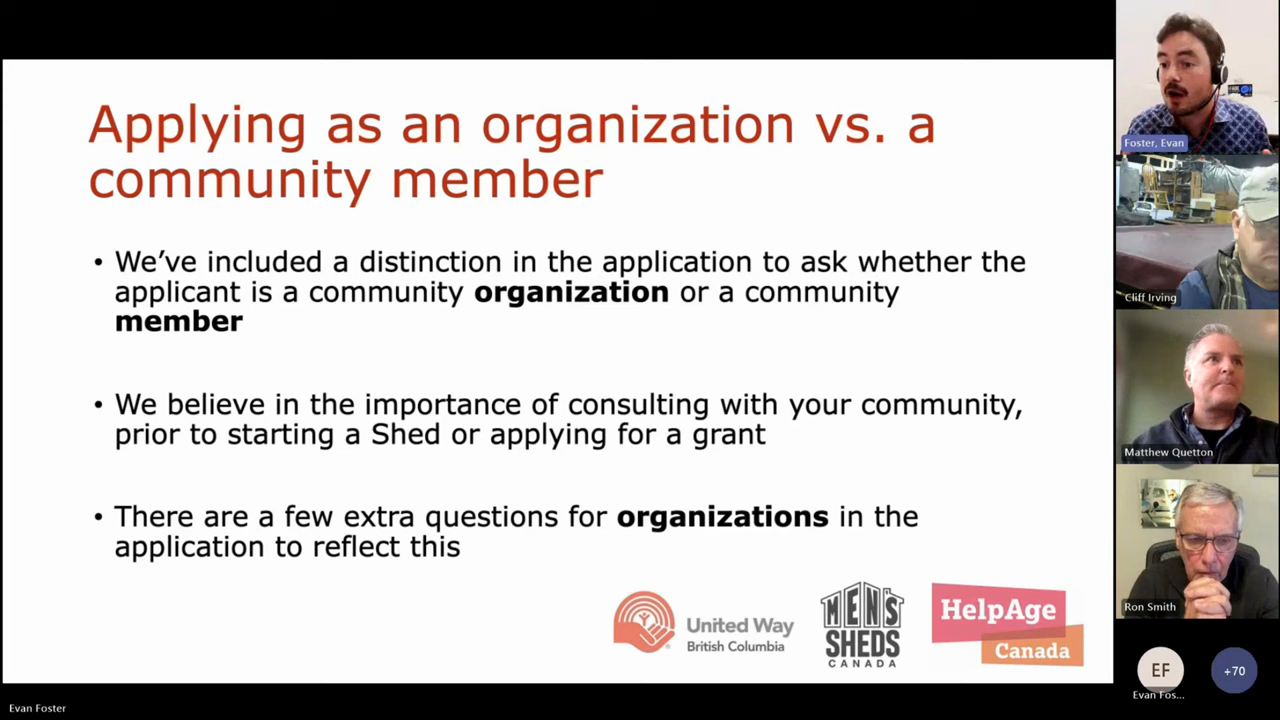 Applying as an organization vs. a
community member
• We’ve included a distinction in the application to ask whether the
applicant is a community organization or a community
member
• We believe in the importance of consulting with your community,
prior to starting a Shed or applying for a grant
• There are a few extra questions for organizations in the
application to reflect this
United Way
British Columbia
MEN'S
SHEDS
CANADA
HelpAge
Canada
Foster, Evan
Cliff Irving
Matthew Quetton
Ron Smith
EF
Evan Fos...
+70
Evan Foster